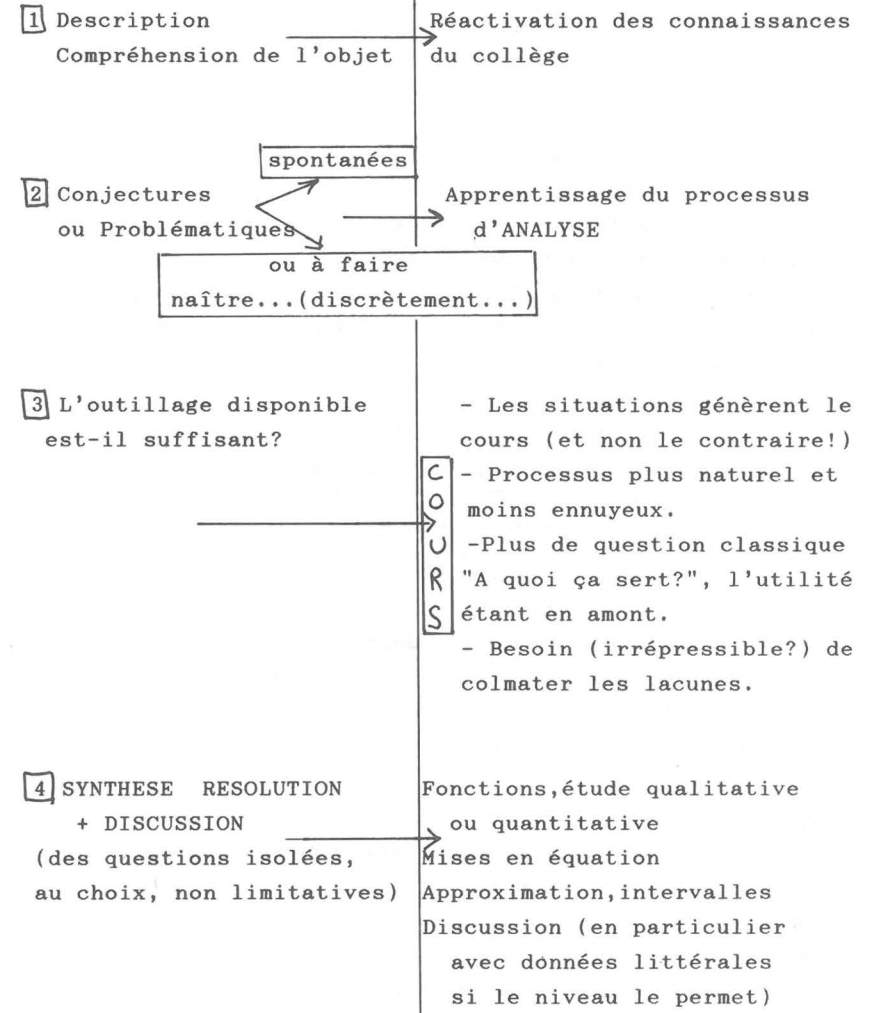 1 Description
Compréhension de l'objet
Réactivation des connaissances
du collège
spontanées
2 Conjectures
ou Problématiques
Apprentissage du processus
d'ANALYSE
ou à faire
naître...(discrètement...)
3 L'outillage disponible
est-il suffisant?
COURS
- Les situations génèrent le
cours (et non le contraire!)
- Processus plus naturel et
moins ennuyeux.
-Plus de question classique
"A quoi ça sert?", l'utilité
étant en amont.
- Besoin (irrépressible?) de
colmater les lacunes.
4 SYNTHESE RESOLUTION
+ DISCUSSION
(des questions isolées,
au choix, non limitatives)
Fonctions,étude qualitative
ou quantitative
Mises en équation
Approximation,intervalles
Discussion (en particulier
avec données littérales
si le niveau le permet)